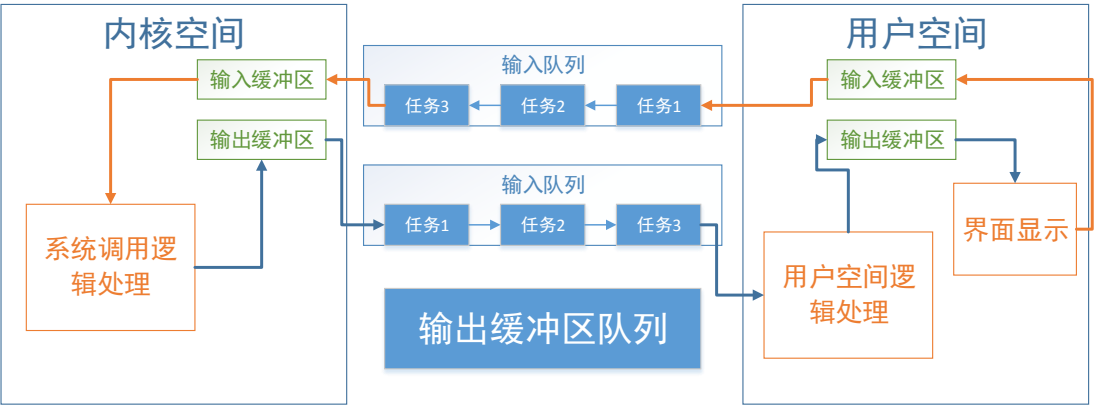 内核空间
输入缓冲区
输出缓冲区
系统调用逻
辑处理
输入队列
任务3
任务2
任务1
输入队列
任务1
任务2
任务3
输出缓冲区队列
用户空间
输入缓冲区
输出缓冲区
界面显示
用户空间逻
辑处理